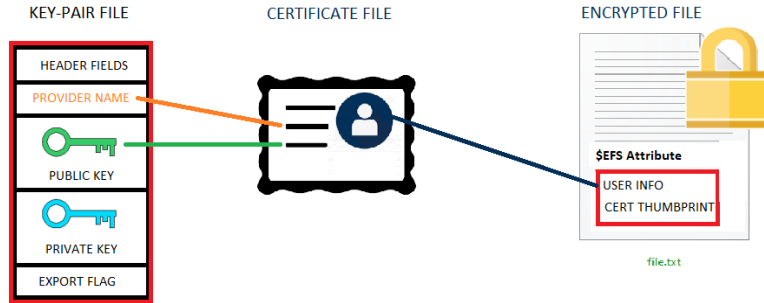 KEY-PAIR FILE
CERTIFICATE FILE
ENCRYPTED FILE
HEADER FIELDS
PROVIDER NAME
PUBLIC KEY
PRIVATE KEY
EXPORT FLAG
$EFS Attribute
USER INFO
CERT THUMBPRINT
file.txt